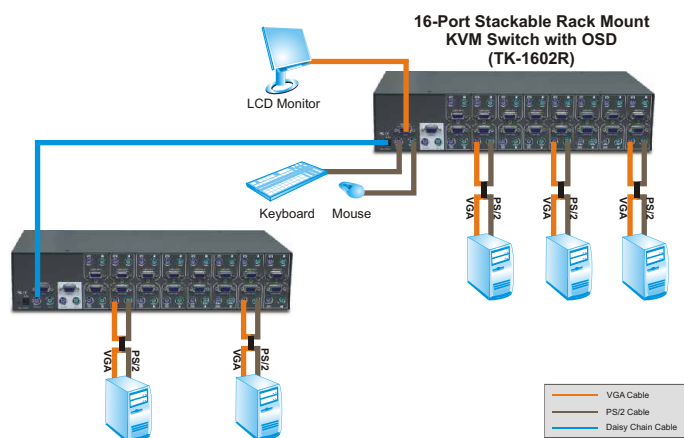 16-Port Stackable Rack Mount
KVM Switch with OSD
(TK-1602R)
LCD Monitor
Keyboard
Mouse
VGA
PS/2
VGA
PS/2
VGA
PS/2
VGA
PS/2
VGA
PS/2
VGA Cable
PS/2 Cable
Daisy Chain Cable